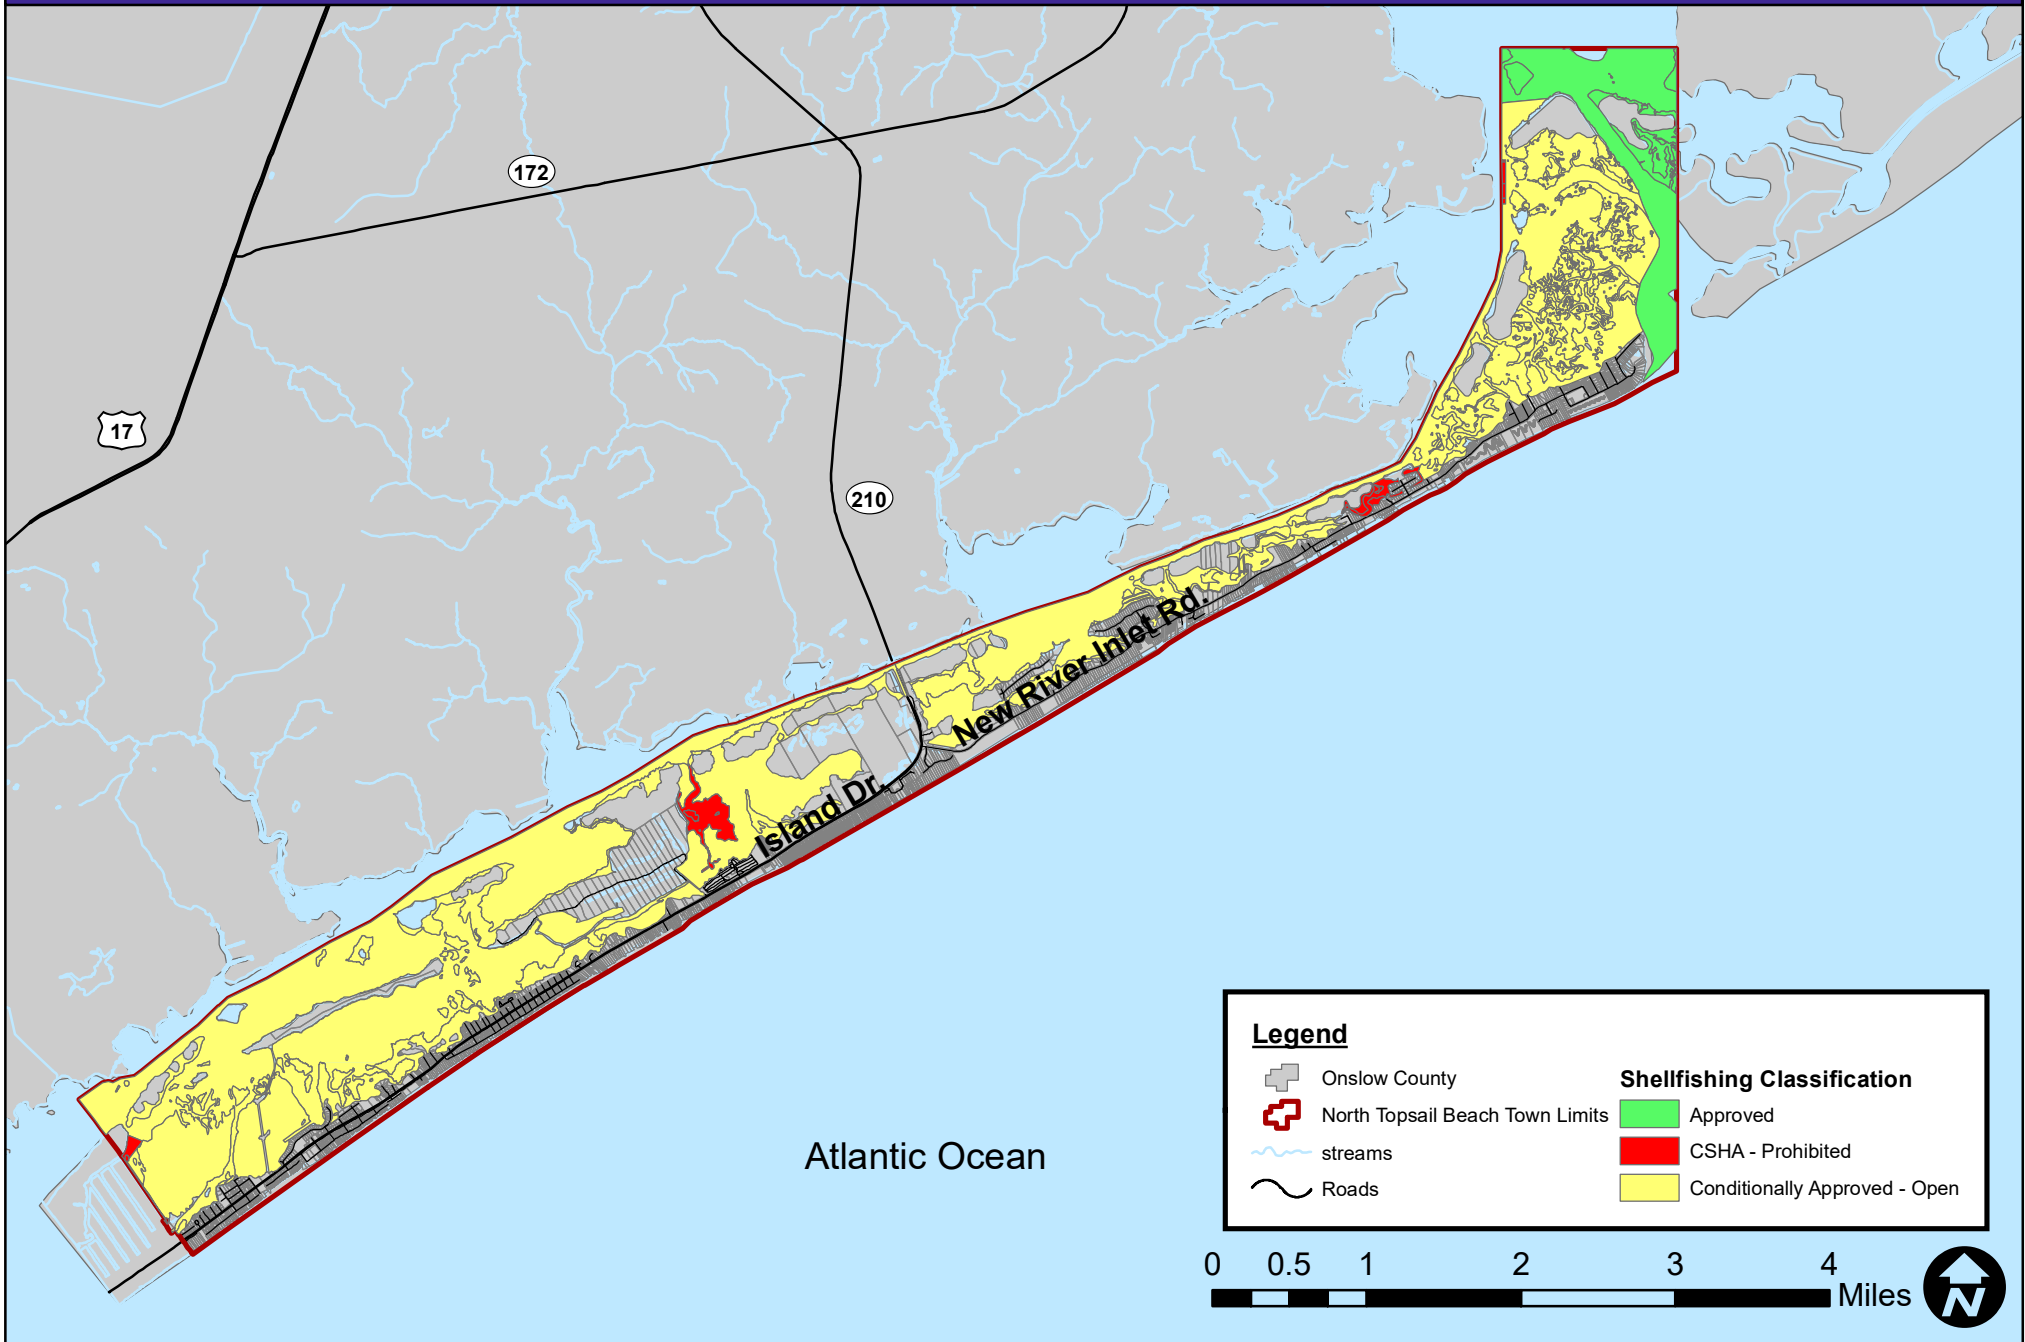 172
17
210
New River Inlet Rd.
Island Dr.
Atlantic Ocean
Legend
Onslow County
North Topsail Beach Town Limits
streams
Roads
Shellfishing Classification
Approved
CSHA - Prohibited
Conditionally Approved - Open
0 0.5 1 2 3 4
Miles
N